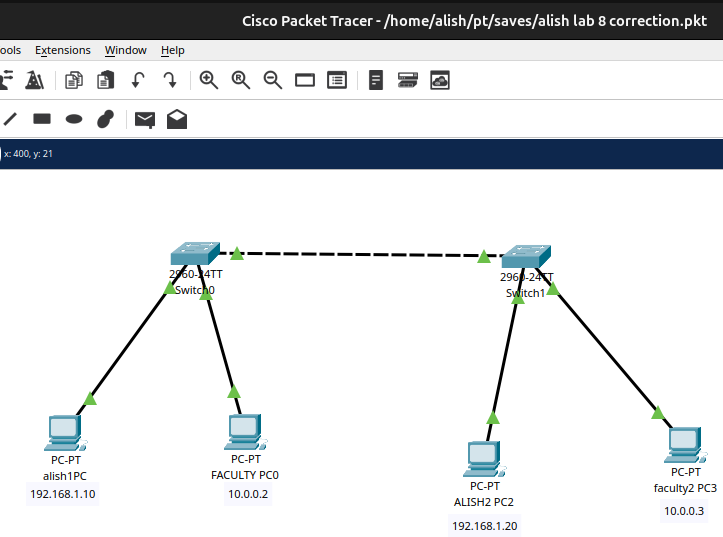 Cisco Packet Tracer - /home/alish/pt/saves/alish lab 8 correction.pkt
ools Extensions Window Help
x: 400, y: 21
2960-24TT
Switch0
2960-24TT
Switch1
PC-PT
alish1PC
192.168.1.10
PC-PT
FACULTY PC0
10.0.0.2
PC-PT
ALISH2 PC2
192.168.1.20
PC-PT
faculty2 PC3
10.0.0.3